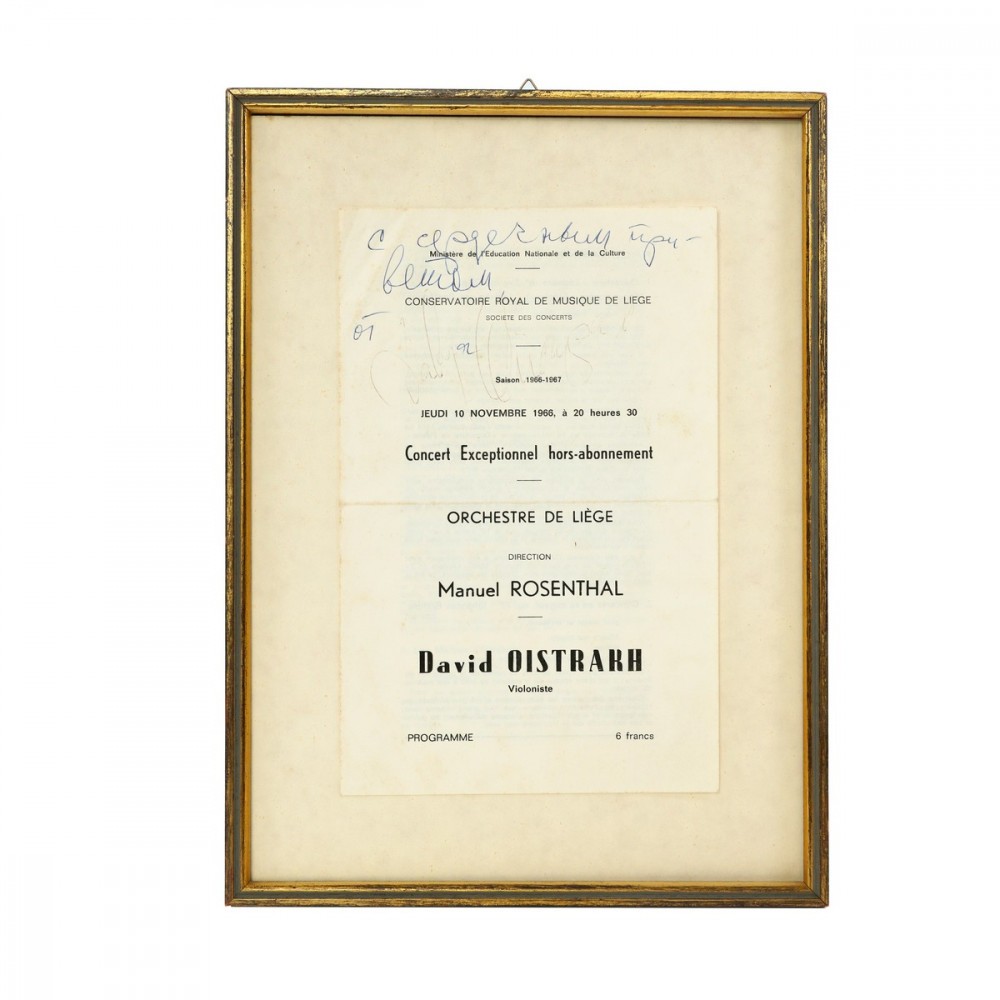 с сердечным при-
Ministère de l'Education Nationale et de la Culture
ветом,
CONSERVATOIRE ROYAL DE MUSIQUE DE LIEGE
SOCIETE DES CONCERTS
от
Saison 1966-1967
JEUDI 10 NOVEMBRE 1966, à 20 heures 30
Concert Exceptionnel hors-abonnement
ORCHESTRE DE LIÈGE
DIRECTION
Manuel ROSENTHAL
David OISTRAKH
Violoniste
PROGRAMME 6 francs